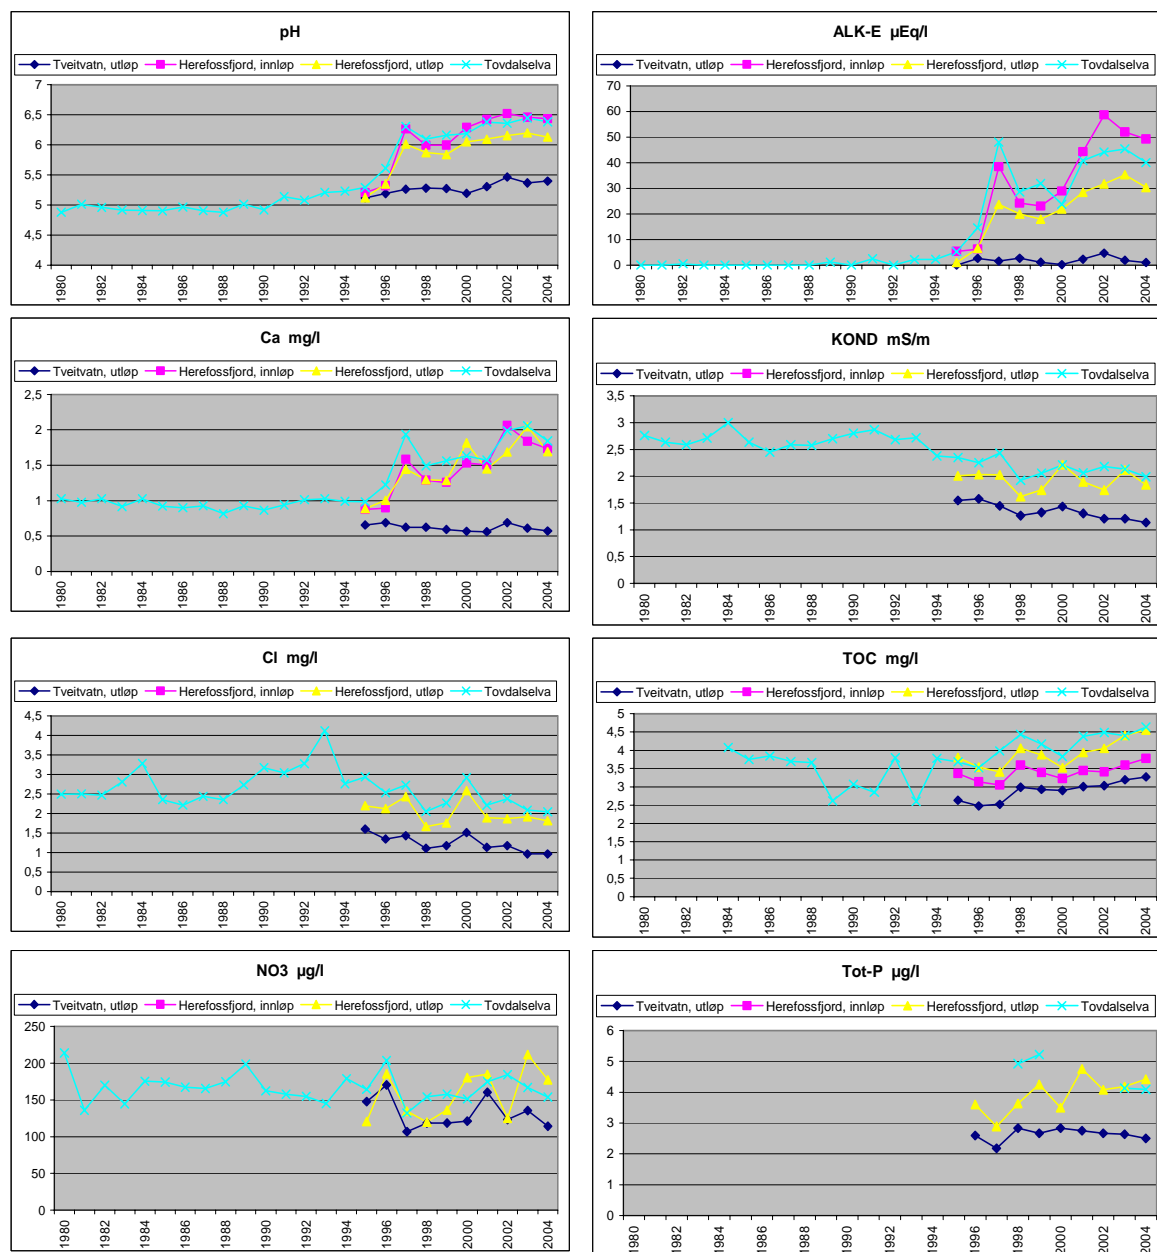 pH
Tveitvatn, utløp Herefossfjord, innløp Herefossfjord, utløp Tovdalselva
7
6,5
6
5,5
5
4,5
4
1980 1982 1984 1986 1988 1990 1992 1994 1996 1998 2000 2002 2004
ALK-E µEq/l
Tveitvatn, utløp Herefossfjord, innløp Herefossfjord, utløp Tovdalselva
70
60
50
40
30
20
10
0
1980 1982 1984 1986 1988 1990 1992 1994 1996 1998 2000 2002 2004
Ca mg/l
Tveitvatn, utløp Herefossfjord, innløp Herefossfjord, utløp Tovdalselva
2,5
2
1,5
1
0,5
0
1980 1982 1984 1986 1988 1990 1992 1994 1996 1998 2000 2002 2004
KOND mS/m
Tveitvatn, utløp Herefossfjord, innløp Herefossfjord, utløp Tovdalselva
3,5
3
2,5
2
1,5
1
0,5
0
1980 1982 1984 1986 1988 1990 1992 1994 1996 1998 2000 2002 2004
Cl mg/l
Tveitvatn, utløp Herefossfjord, innløp Herefossfjord, utløp Tovdalselva
4,5
4
3,5
3
2,5
2
1,5
1
0,5
0
1980 1982 1984 1986 1988 1990 1992 1994 1996 1998 2000 2002 2004
TOC mg/l
Tveitvatn, utløp Herefossfjord, innløp Herefossfjord, utløp Tovdalselva
5
4,5
4
3,5
3
2,5
2
1,5
1
0,5
0
1980 1982 1984 1986 1988 1990 1992 1994 1996 1998 2000 2002 2004
NO3 µg/l
Tveitvatn, utløp Herefossfjord, innløp Herefossfjord, utløp Tovdalselva
250
200
150
100
50
0
1980 1982 1984 1986 1988 1990 1992 1994 1996 1998 2000 2002 2004
Tot-P µg/l
Tveitvatn, utløp Herefossfjord, innløp Herefossfjord, utløp Tovdalselva
6
5
4
3
2
1
0
1980 1982 1984 1986 1988 1990 1992 1994 1996 1998 2000 2002 2004